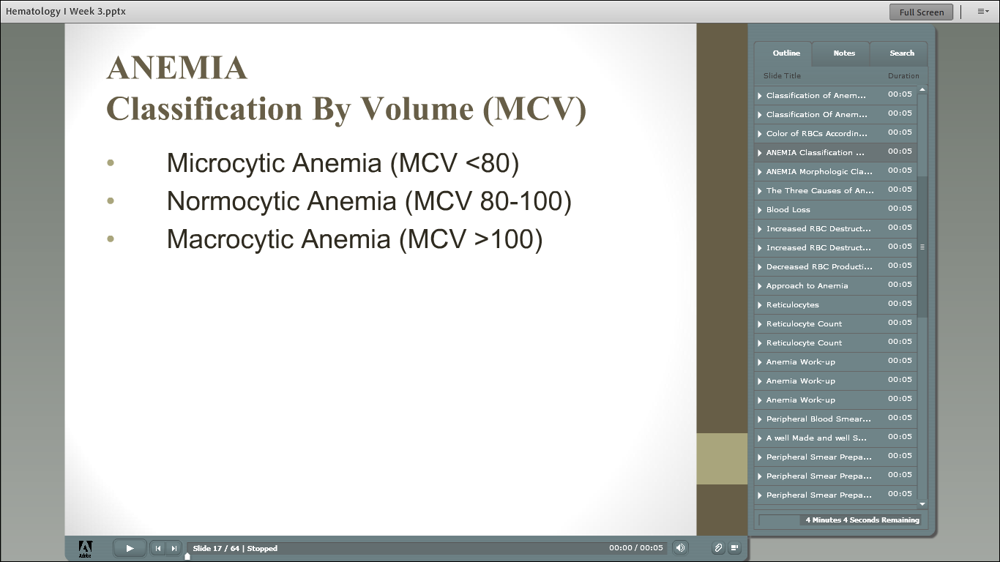 Hematology I Week 3.pptx
Full Screen
ANEMIA
Classification By Volume (MCV)
• Microcytic Anemia (MCV <80)
• Normocytic Anemia (MCV 80-100)
• Macrocytic Anemia (MCV >100)
Outline Notes Search
Slide Title Duration
Classification of Anem... 00:05
Classification Of Anem... 00:05
Color of RBCs Accordin... 00:05
ANEMIA Classification ... 00:05
ANEMIA Morphologic Cla... 00:05
The Three Causes of An... 00:05
Blood Loss 00:05
Increased RBC Destruct... 00:05
Increased RBC Destruct... 00:05
Decreased RBC Producti... 00:05
Approach to Anemia 00:05
Reticulocytes 00:05
Reticulocyte Count 00:05
Reticulocyte Count 00:05
Anemia Work-up 00:05
Anemia Work-up 00:05
Anemia Work-up 00:05
Peripheral Blood Smear... 00:05
A well Made and well S... 00:05
Peripheral Smear Prepa... 00:05
Peripheral Smear Prepa... 00:05
Peripheral Smear Prepa... 00:05
4 Minutes 4 Seconds Remaining
Adobe
Slide 17 / 64 | Stopped 00:00 / 00:05